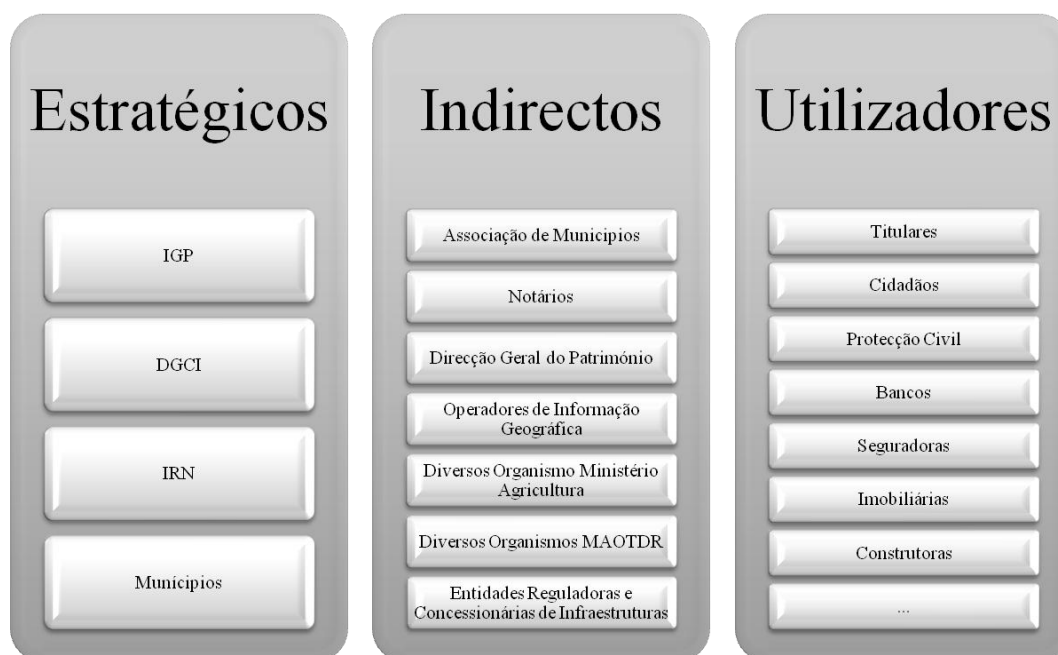 Estratégicos
IGP
DGCI
IRN
Munícipios
Indirectos
Associação de Municipios
Notários
Direcção Geral do Património
Operadores de Informação
Geográfica
Diversos Organismo Ministério
Agricultura
Diversos Organismos MAOTDR
Entidades Reguladoras e
Concessionárias de Infraestruturas
Utilizadores
Titulares
Cidadãos
Protecção Civil
Bancos
Seguradoras
Imobiliárias
Construtoras
...